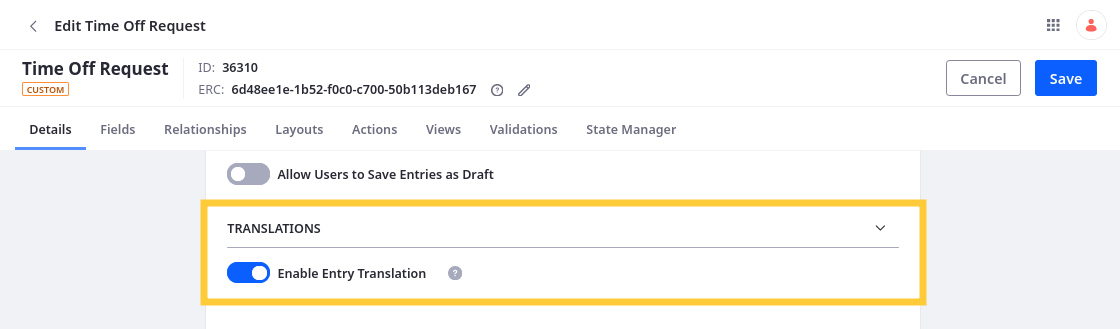 Edit Time Off Request
Time Off Request
CUSTOM
ID: 36310
ERC: 6d48ee1e-1b52-f0c0-c700-50b113deb167
Cancel
Save
Details Fields Relationships Layouts Actions Views Validations State Manager
Allow Users to Save Entries as Draft
TRANSLATIONS
Enable Entry Translation